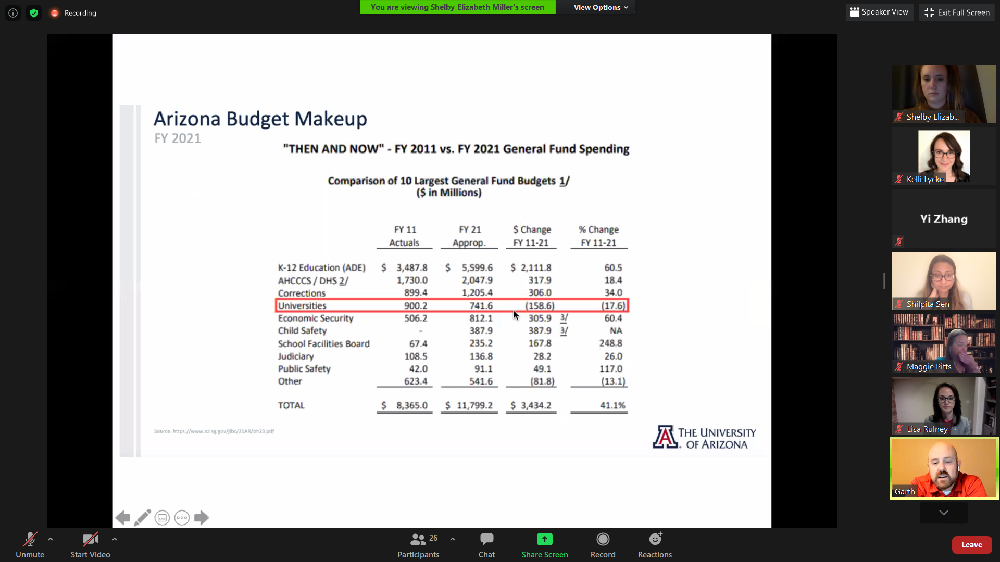 Recording
You are viewing Shelby Elizabeth Miller's screen
View Options
Speaker View
Exit Full Screen
Arizona Budget Makeup
FY 2021
"THEN AND NOW" - FY 2011 vs. FY 2021 General Fund Spending
Comparison of 10 Largest General Fund Budgets 1/
($ in Millions)
FY 11 FY 21 $ Change % Change
Actuals Approp. FY 11-21 FY 11-21
K-12 Education (ADE) $ 3,487.8 $ 5,599.6 $ 2,111.8 60.5
AHCCCS / DHS 2/ 1,730.0 2,047.9 317.9 18.4
Corrections 899.4 1,205.4 306.0 34.0
Universities 900.2 741.6 (158.6) (17.6)
Economic Security 506.2 812.1 305.9 3/ 60.4
Child Safety - 387.9 387.9 3/ NA
School Facilities Board 67.4 235.2 167.8 248.8
Judiciary 108.5 136.8 28.2 26.0
Public Safety 42.0 91.1 49.1 117.0
Other 623.4 541.6 (81.8) (13.1)
TOTAL $ 8,365.0 $ 11,799.2 $ 3,434.2 41.1%
Source: https://www.azleg.gov/jlbc/21AR/bh23.pdf
A THE UNIVERSITY
OF ARIZONA
Shelby Elizab...
Kelli Lycke
Yi Zhang
Shilpita Sen
Maggie Pitts
Lisa Rulney
Garth
Unmute
Start Video
26
Participants
Chat
Share Screen
Record
Reactions
Leave